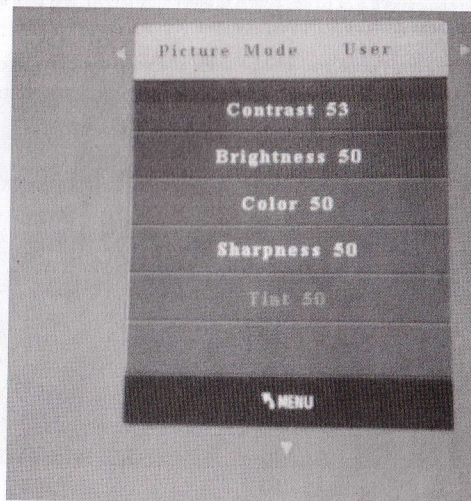 Picture Mode User
Contrast 53
Brightness 50
Color 50
Sharpness 50
Tint 50
MENU